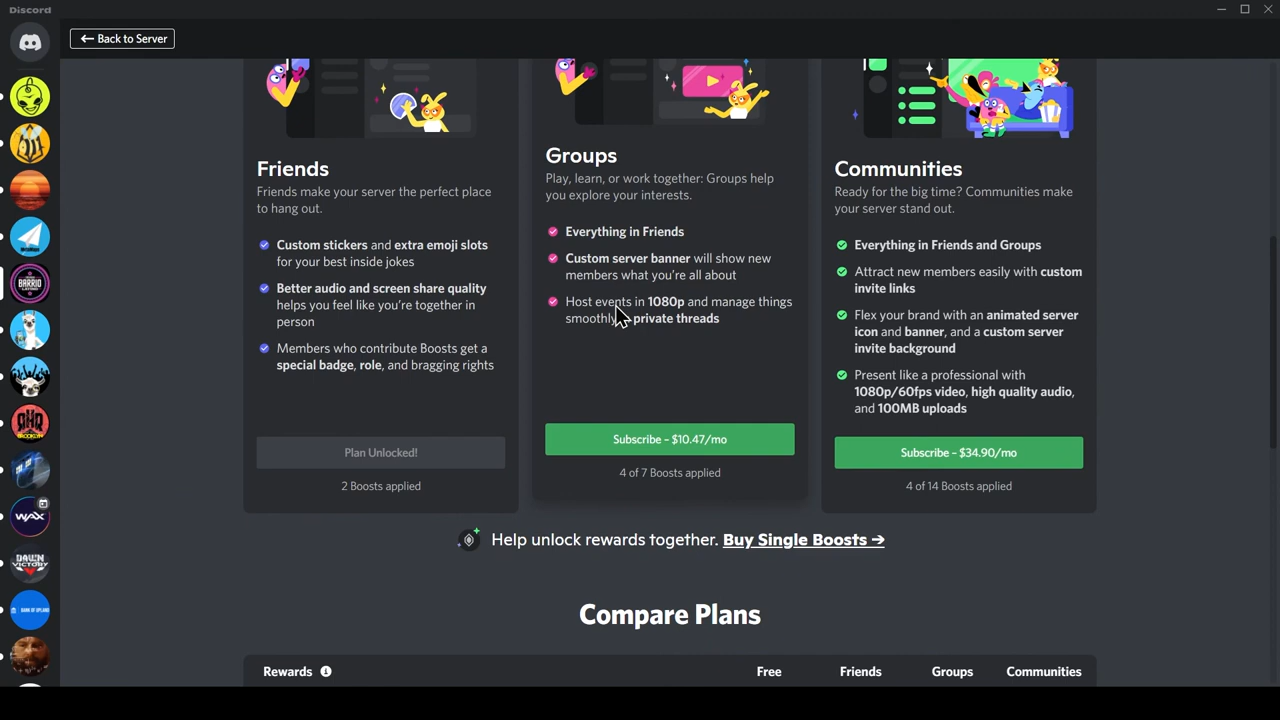 Discord
← Back to Server
Friends
Friends make your server the perfect place
to hang out.
Custom stickers and extra emoji slots
for your best inside jokes
Better audio and screen share quality
helps you feel like you're together in
person
Members who contribute Boosts get a
special badge, role, and bragging rights
Plan Unlocked!
2 Boosts applied
Groups
Play, learn, or work together: Groups help
you explore your interests.
Everything in Friends
Custom server banner will show new
members what you're all about
Host events in 1080p and manage things
smoothly private threads
Subscribe - $10.47/mo
4 of 7 Boosts applied
Communities
Ready for the big time? Communities make
your server stand out.
Everything in Friends and Groups
Attract new members easily with custom
invite links
Flex your brand with an animated server
icon and banner, and a custom server
invite background
Present like a professional with
1080p/60fps video, high quality audio,
and 100MB uploads
Subscribe - $34.90/mo
4 of 14 Boosts applied
Help unlock rewards together. Buy Single Boosts →
Compare Plans
Rewards Free Friends Groups Communities
BARRIO
WAX
DAWN
VICTORY
BANK OF UPLAND